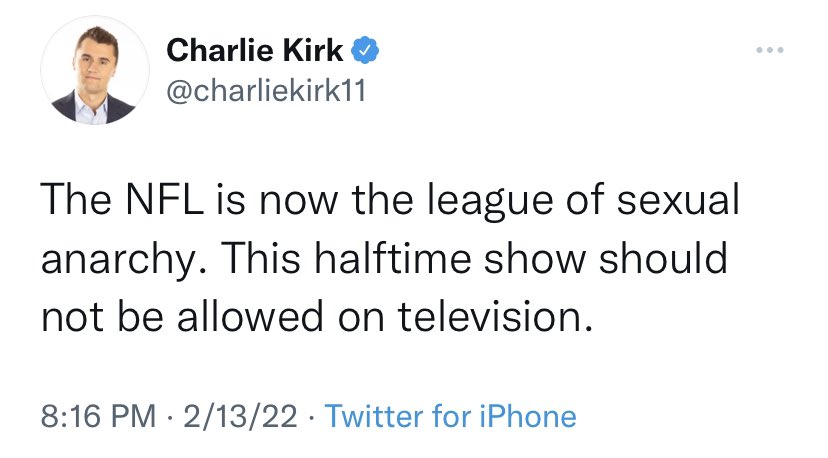 Charlie Kirk
@charliekirk11
The NFL is now the league of sexual
anarchy. This halftime show should
not be allowed on television.
8:16 PM · 2/13/22 · Twitter for iPhone